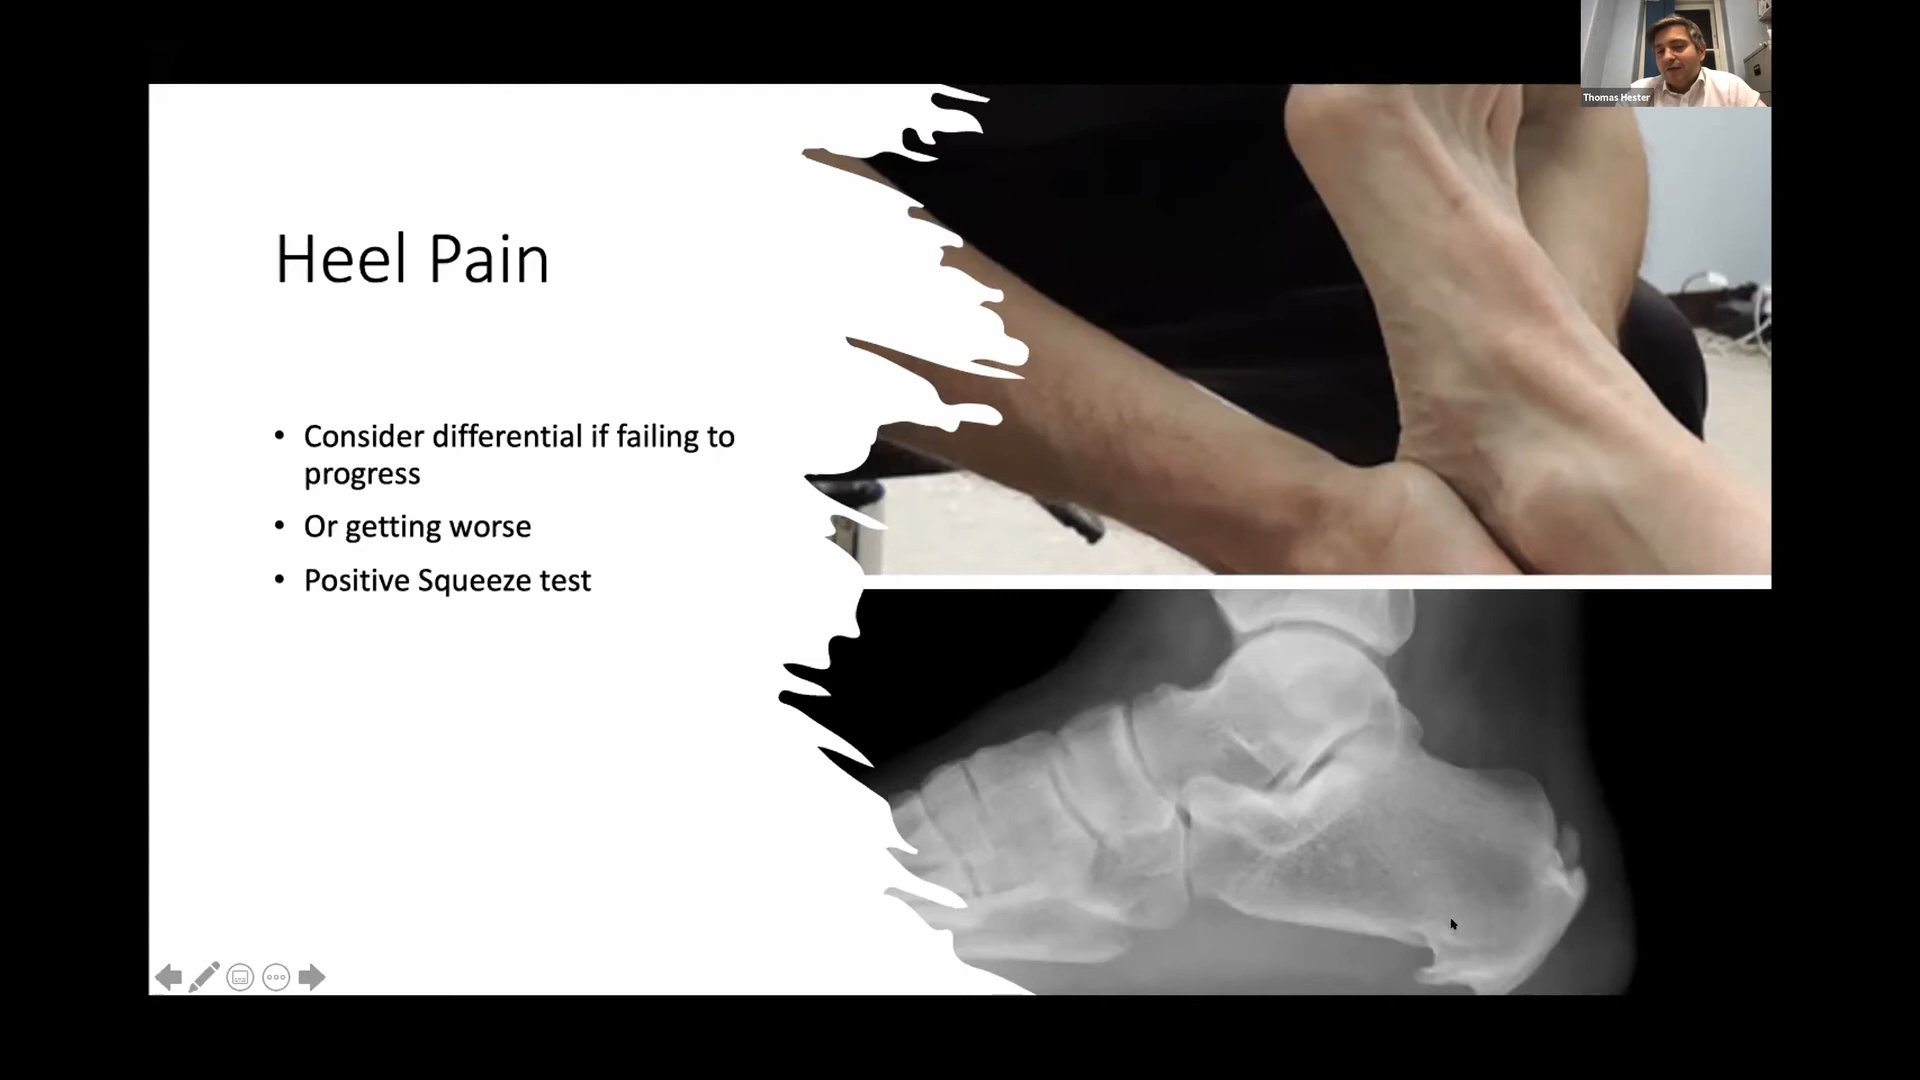 Thomas Hester
Heel Pain
• Consider differential if failing to
progress
• Or getting worse
• Positive Squeeze test